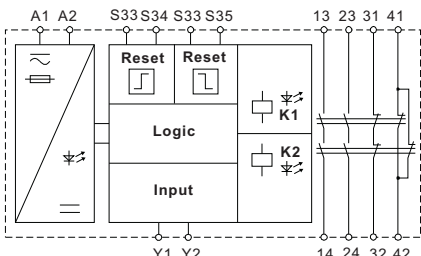 A1 A2 S33 S34 S33 S35 13 23 31 41
Reset Reset
K1
Logic
K2
Input
Y1 Y2 14 24 32 42